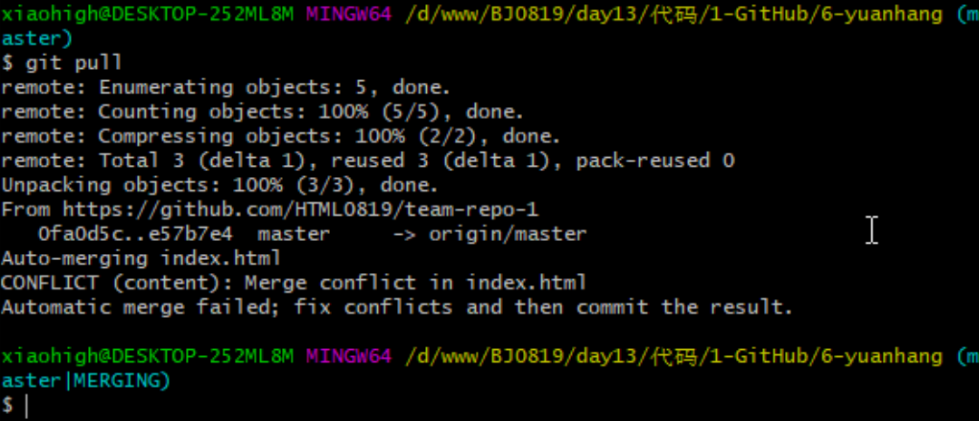 xiaohigh@DESKTOP-252ML8M MINGW64 /d/www/BJ0819/day13/代码/1-GitHub/6-yuanhang (m
aster)
$ git pull
remote: Enumerating objects: 5, done.
remote: Counting objects: 100% (5/5), done.
remote: Compressing objects: 100% (2/2), done.
remote: Total 3 (delta 1), reused 3 (delta 1), pack-reused 0
Unpacking objects: 100% (3/3), done.
From https://github.com/HTML0819/team-repo-1
   0fa0d5c..e57b7e4  master     -> origin/master
Auto-merging index.html
CONFLICT (content): Merge conflict in index.html
Automatic merge failed; fix conflicts and then commit the result.
xiaohigh@DESKTOP-252ML8M MINGW64 /d/www/BJ0819/day13/代码/1-GitHub/6-yuanhang (m
aster|MERGING)
$